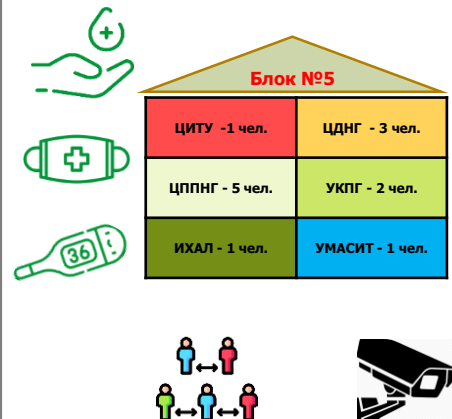 Блок №5
ЦИТУ -1 чел.
ЦДНГ - 3 чел.
ЦППНГ - 5 чел.
УКПГ - 2 чел.
36
ИХАЛ - 1 чел.
УМАСИТ - 1 чел.